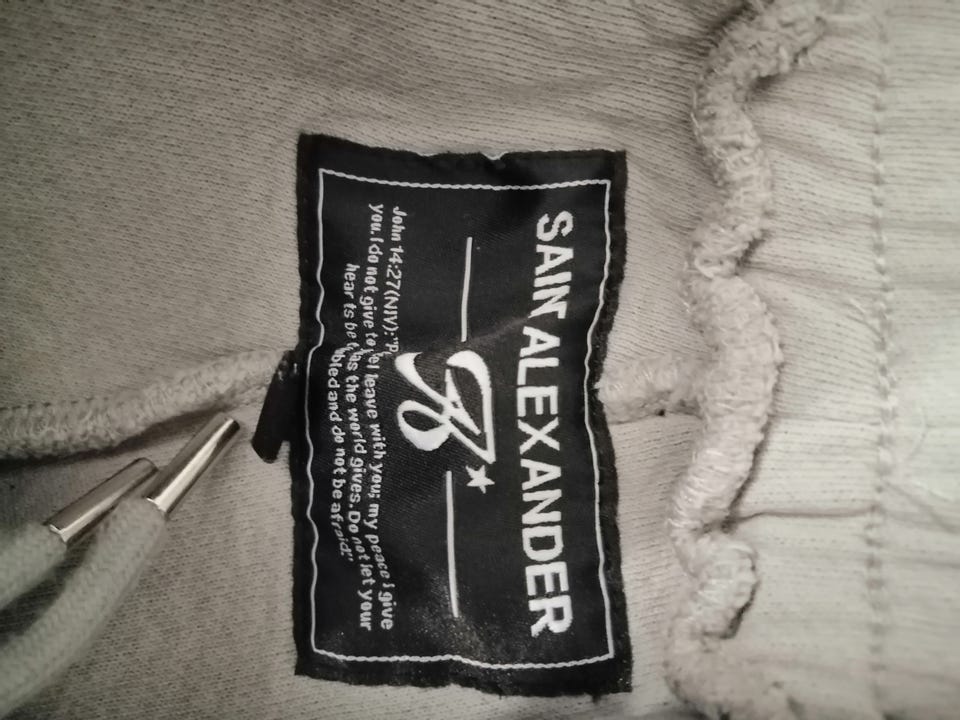 SAINT ALEXANDER
John 14:27(NIV): leave with you; my peace I give
you.I do not give to as the world gives. Do not let your
hearts be and do not be afraid."